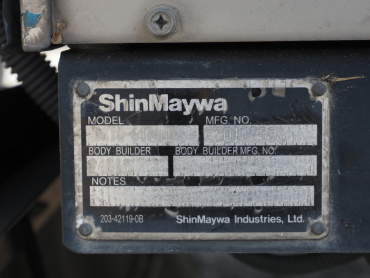 ShinMaywa
MODEL MFG. NO.
BODY BUILDER BODY BUILDER MFG. NO.
NOTES
203-42119-0B ShinMaywa Industries, Ltd.